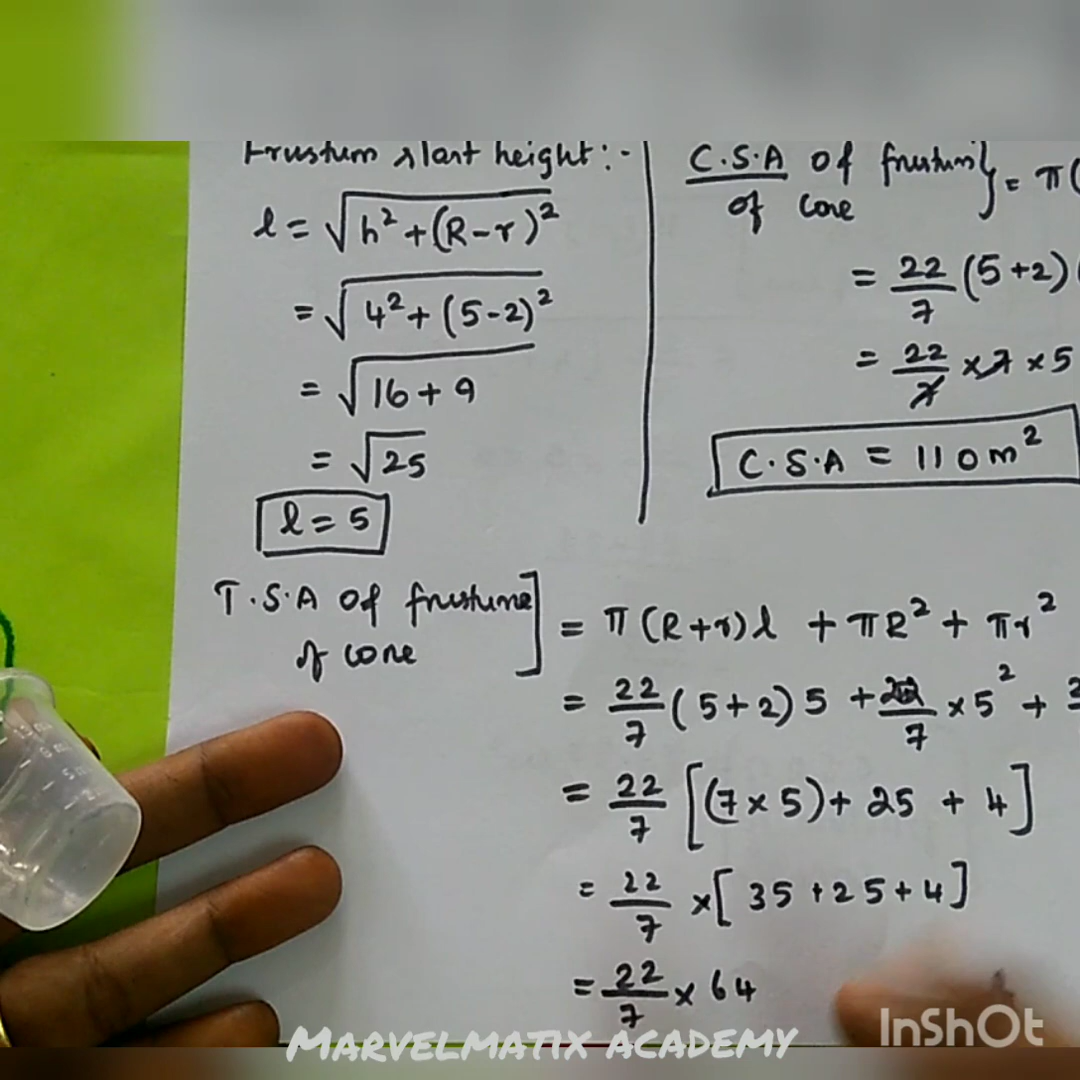 Frustum slant height:-
l = √h² + (R-r)²
= √4² + (5-2)²
= √16 + 9
= √25
l = 5
C.S.A of frustum } = π(
of cone
= 22/7 (5+2)(
= 22/7 × 7 × 5
C.S.A = 110m²
T.S.A of frustume ] = π(R+r)l + πR² + πr²
of cone
= 22/7 (5+2) 5 + 22/7 × 5² +
= 22/7 [(7×5) + 25 + 4]
= 22/7 × [35 + 25 + 4]
= 22/7 × 64
InShOt
MARVELMATIX ACADEMY